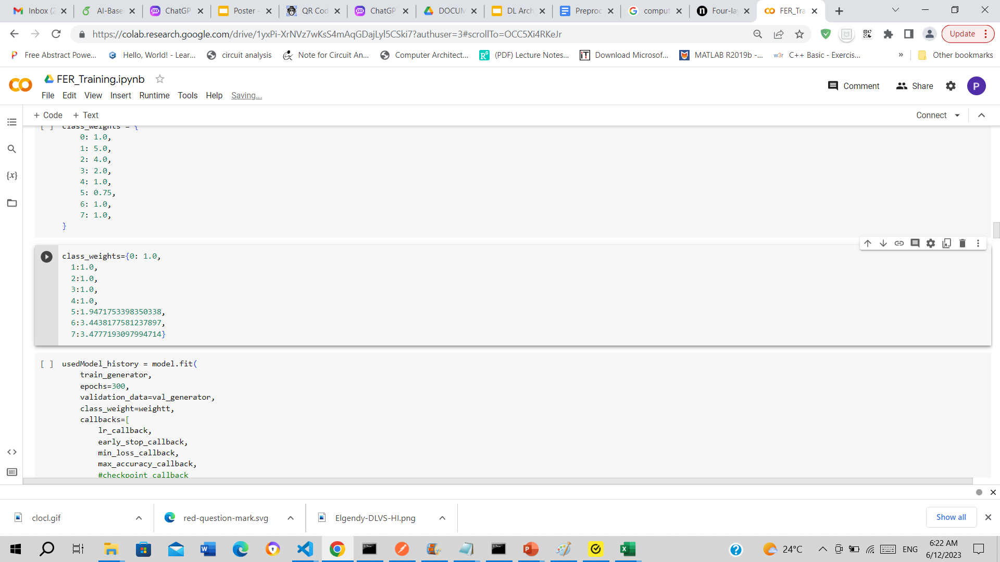 Inbox (2
AI-Base
ChatGP
Poster -
QR Cod
ChatGP
DOCUM
DL Arch
Preproc
comput
Four-la
FER_Tra
https://colab.research.google.com/drive/1yxPi-XrNVz7wKsS4mAqGDajLyl5CSki7?authuser=3#scrollTo=OCC5Xi4RKeJr
Update
Free Abstract Powe...
Hello, World! - Lear...
circuit analysis
Note for Circuit An...
Computer Architect...
(PDF) Lecture Notes...
Download Microsof...
MATLAB R2019b -...
C++ Basic - Exercis...
»
Other bookmarks
FER_Training.ipynb
File Edit View Insert Runtime Tools Help Saving...
Comment
Share
P
+ Code + Text
Connect
[ ] class_weights = {
0: 1.0,
1: 5.0,
2: 4.0,
3: 2.0,
4: 1.0,
5: 0.75,
6: 1.0,
7: 1.0,
}
class_weights={0: 1.0,
1:1.0,
2:1.0,
3:1.0,
4:1.0,
5:1.9471753398350338,
6:3.4438177581237897,
7:3.4777193097994714}
[ ] usedModel_history = model.fit(
train_generator,
epochs=300,
validation_data=val_generator,
class_weight=weightt,
callbacks=[
lr_callback,
early_stop_callback,
min_loss_callback,
max_accuracy_callback,
#checkpoint_callback
clocl.gif
red-question-mark.svg
Elgendy-DLVS-HI.png
Show all
24°C
ENG
6:22 AM
6/12/2023